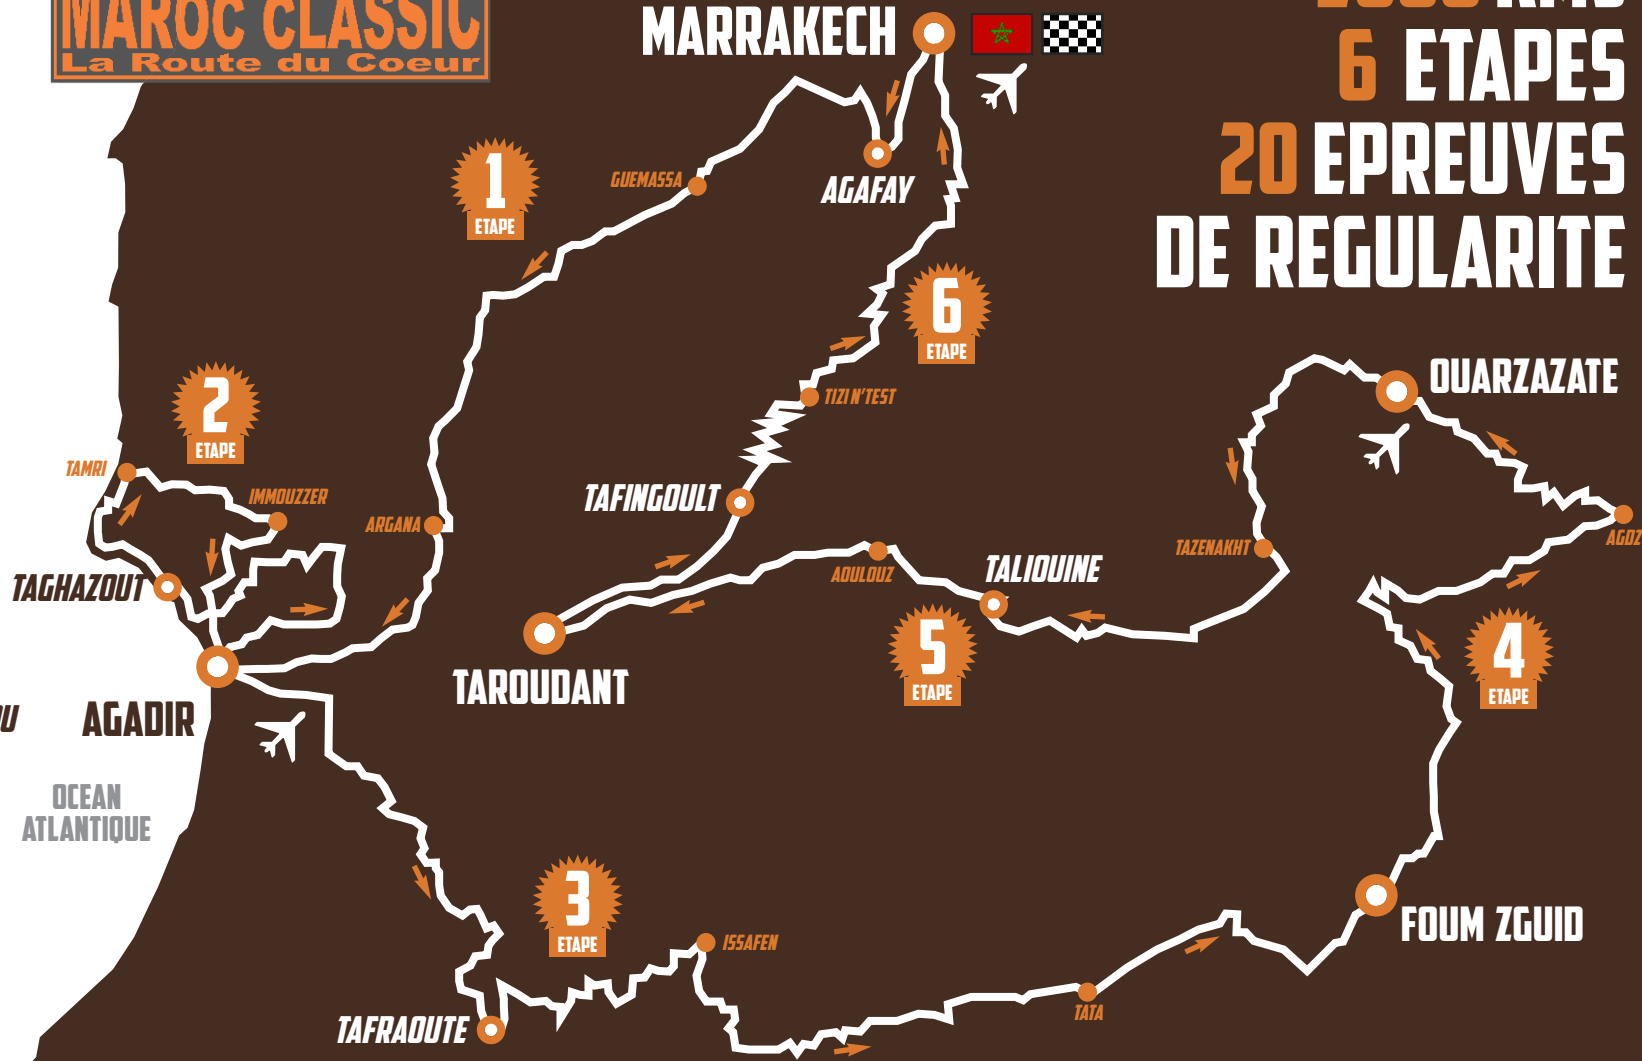 MAROC CLASSIC
La Route du Coeur
MARRAKECH
KMS
6 ETAPES
20 EPREUVES
DE REGULARITE
1
ETAPE
GUEMASSA
AGAFAY
6
ETAPE
2
ETAPE
TIZI N'TEST
OUARZAZATE
TAMRI
IMMOUZZER
ARGANA
TAFINGOULT
TAZENAKHT
AGDZ
TAGHAZOUT
AOULOUZ
TALIOUINE
5
ETAPE
4
ETAPE
TAROUDANT
AGADIR
OCEAN
ATLANTIQUE
3
ETAPE
ISSAFEN
FOUM ZGUID
TATA
TAFRAOUTE